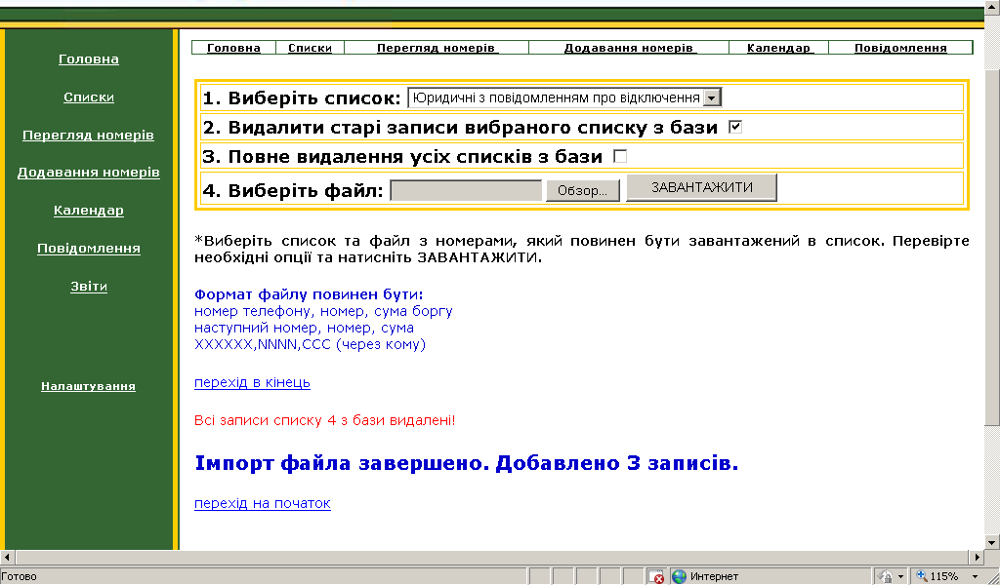 Головна
Списки
Перегляд номерів
Додавання номерів
Календар
Повідомлення
Звіти
Налаштування
Головна Списки Перегляд номерів Додавання номерів Календар Повідомлення
1. Виберіть список: Юридичні з повідомленням про відключення
2. Видалити старі записи вибраного списку з бази
3. Повне видалення усіх списків з бази
4. Виберіть файл: Обзор... ЗАВАНТАЖИТИ
*Виберіть список та файл з номерами, який повинен бути завантажений в список. Перевірте
необхідні опції та натисніть ЗАВАНТАЖИТИ.
Формат файлу повинен бути:
номер телефону, номер, сума боргу
наступний номер, номер, сума
XXXXXX,NNNN,CCC (через кому)
перехід в кінець
Всі записи списку 4 з бази видалені!
Імпорт файла завершено. Добавлено 3 записів.
перехід на початок
Готово Интернет 115%